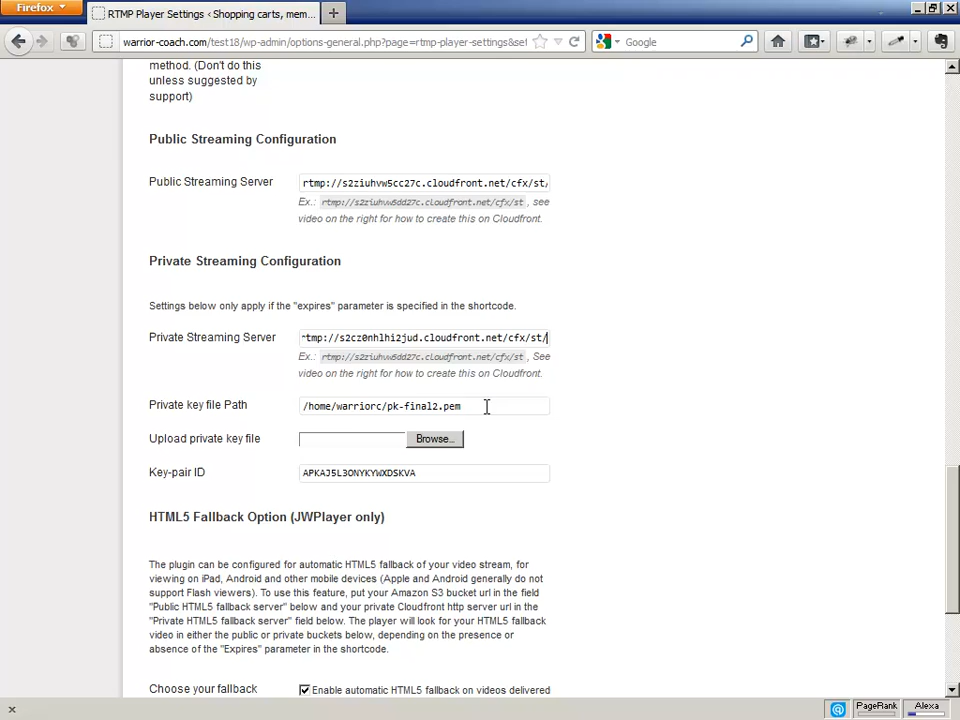 Firefox
RTMP Player Settings ‹ Shopping carts, mem...
warrior-coach.com/test18/wp-admin/options-general.php?page=rtmp-player-settings&set
Google
method. (Don't do this
unless suggested by
support)
Public Streaming Configuration
Public Streaming Server
rtmp://s2ziuhvw5cc27c.cloudfront.net/cfx/st/
Ex.: rtmp://s2ziuhvw5dd27c.cloudfront.net/cfx/st , see
video on the right for how to create this on Cloudfront.
Private Streaming Configuration
Settings below only apply if the "expires" parameter is specified in the shortcode.
Private Streaming Server
rtmp://s2cz0nhlhi2jud.cloudfront.net/cfx/st/
Ex.: rtmp://s2ziuhvw5dd27c.cloudfront.net/cfx/st , See
video on the right for how to create this on Cloudfront.
Private key file Path
/home/warriorc/pk-final2.pem
Upload private key file
Browse...
Key-pair ID
APKAJ5L3ONYKYWXDSKVA
HTML5 Fallback Option (JWPlayer only)
The plugin can be configured for automatic HTML5 fallback of your video stream, for
viewing on iPad, Android and other mobile devices (Apple and Android generally do not
support Flash viewers). To use this feature, put your Amazon S3 bucket url in the field
"Public HTML5 fallback server" below and your private Cloudfront http server url in the
"Private HTML5 fallback server" field below. The player will look for your HTML5 fallback
video in either the public or private buckets below, depending on the presence or
absence of the "Expires" parameter in the shortcode.
Choose your fallback
Enable automatic HTML5 fallback on videos delivered
PageRank
Alexa